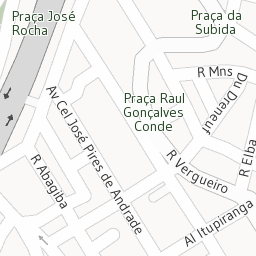 Praça José
Rocha
Praça da
Subida
R Mns
Du Dreneuf
Praça Raul
Gonçalves
Conde
Av Cel José Pires de Andrade
R Abagiba
R Vergueiro
R Elba
Al Itupiranga